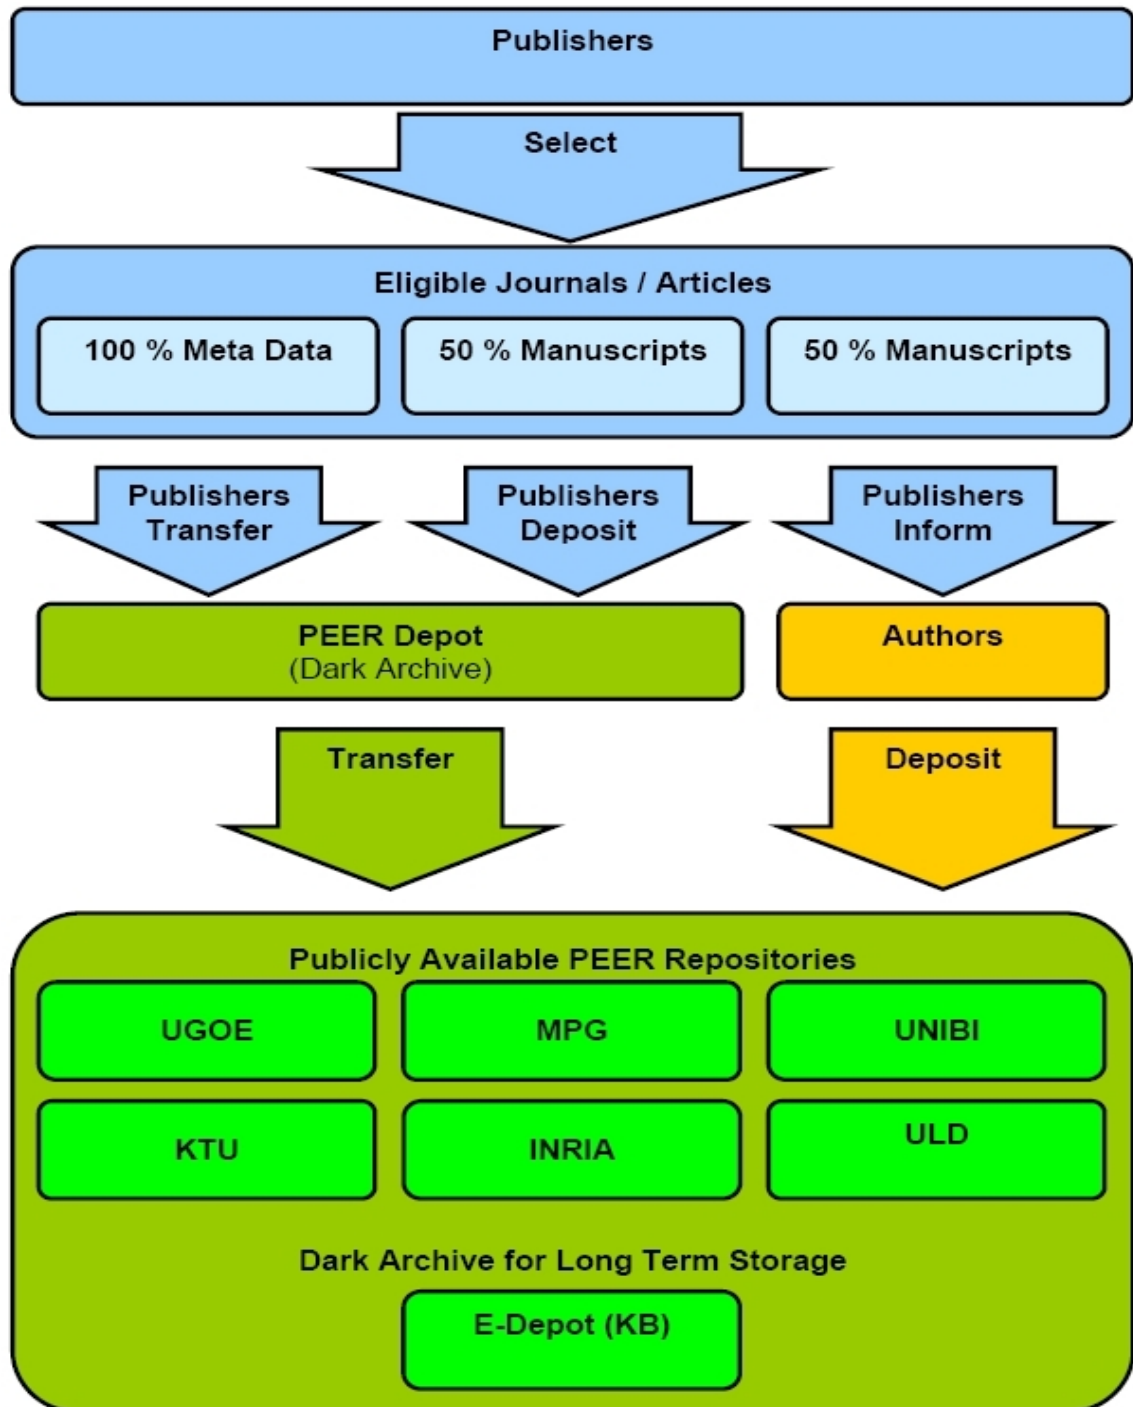 Publishers
Select
Eligible Journals / Articles
100 % Meta Data
50 % Manuscripts
50 % Manuscripts
Publishers
Transfer
Publishers
Deposit
Publishers
Inform
PEER Depot
(Dark Archive)
Authors
Transfer
Deposit
Publicly Available PEER Repositories
UGOE
MPG
UNIBI
KTU
INRIA
ULD
Dark Archive for Long Term Storage
E-Depot (KB)